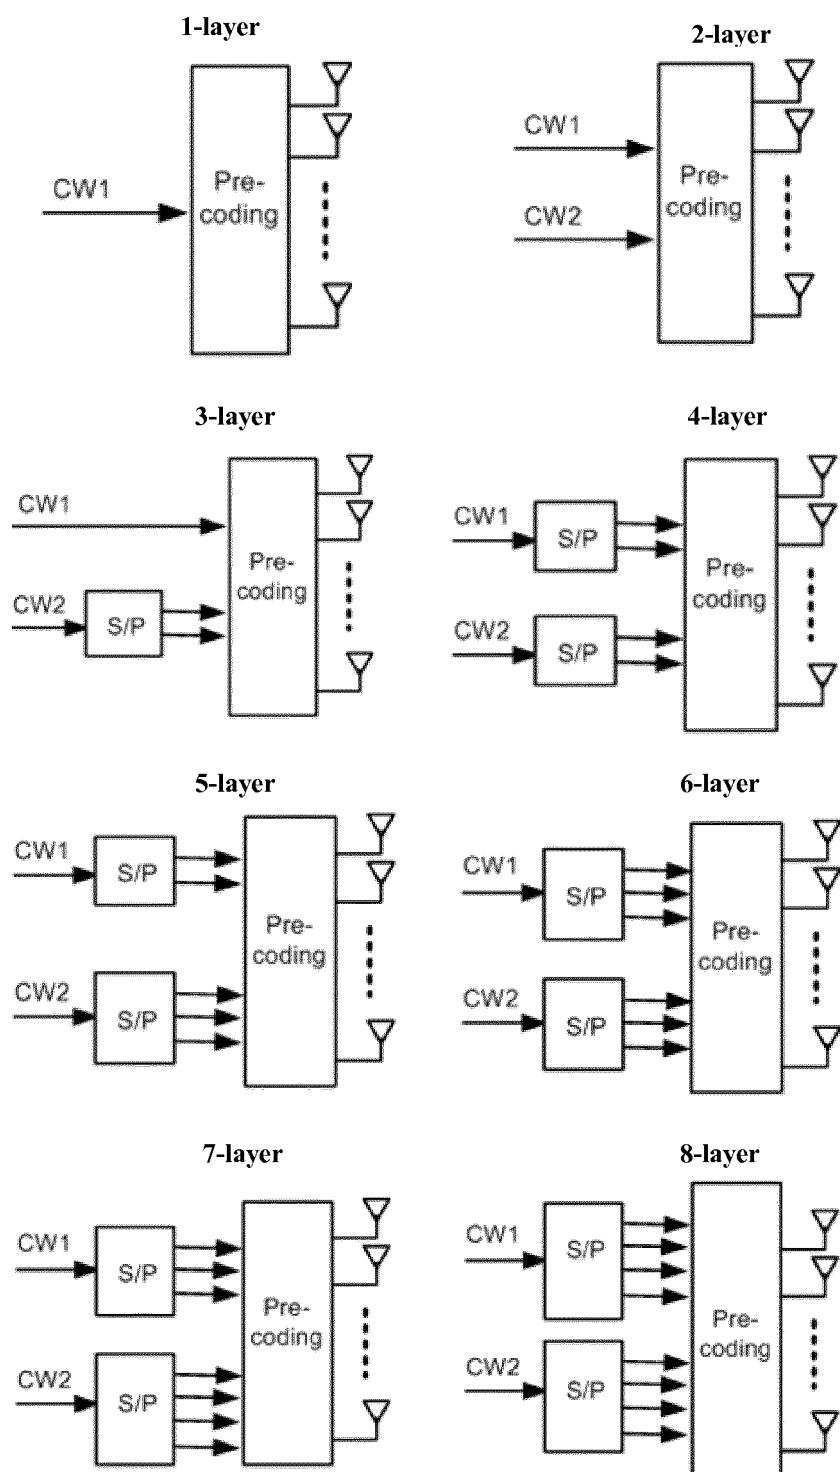 1-layer
CW1
Pre-
coding
2-layer
CW1
CW2
Pre-
coding
3-layer
CW1
CW2
S/P
Pre-
coding
4-layer
CW1
S/P
CW2
S/P
Pre-
coding
5-layer
CW1
S/P
CW2
S/P
Pre-
coding
6-layer
CW1
S/P
CW2
S/P
Pre-
coding
7-layer
CW1
S/P
CW2
S/P
Pre-
coding
8-layer
CW1
S/P
CW2
S/P
Pre-
coding